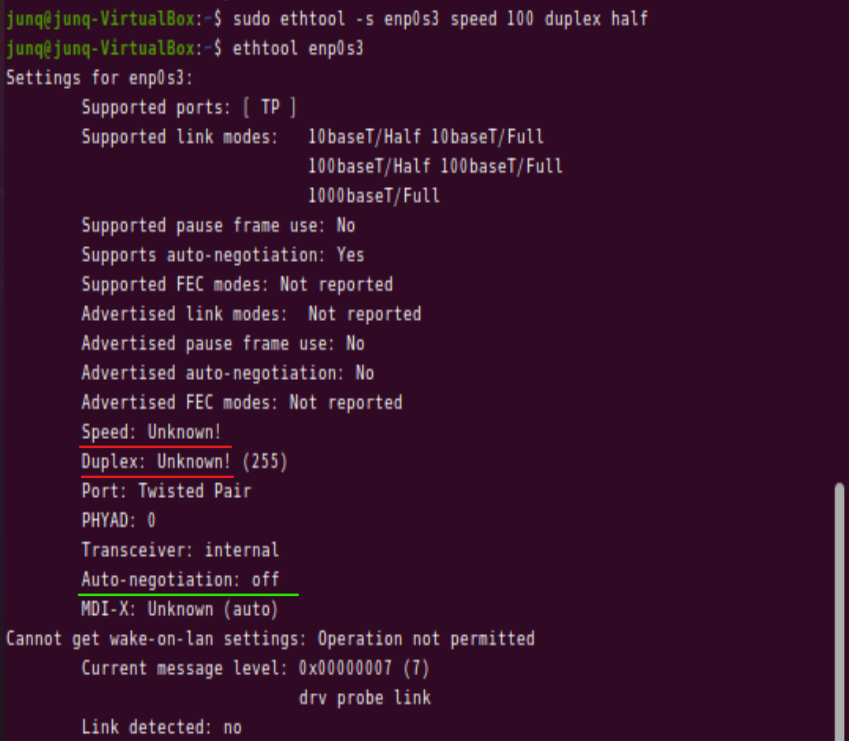 junq@junq-VirtualBox:~$ sudo ethtool -s enp0s3 speed 100 duplex half
junq@junq-VirtualBox:~$ ethtool enp0s3
Settings for enp0s3:
Supported ports: [ TP ]
Supported link modes:   10baseT/Half 10baseT/Full
100baseT/Half 100baseT/Full
1000baseT/Full
Supported pause frame use: No
Supports auto-negotiation: Yes
Supported FEC modes: Not reported
Advertised link modes:  Not reported
Advertised pause frame use: No
Advertised auto-negotiation: No
Advertised FEC modes: Not reported
Speed: Unknown!
Duplex: Unknown! (255)
Port: Twisted Pair
PHYAD: 0
Transceiver: internal
Auto-negotiation: off
MDI-X: Unknown (auto)
Cannot get wake-on-lan settings: Operation not permitted
Current message level: 0x00000007 (7)
drv probe link
Link detected: no